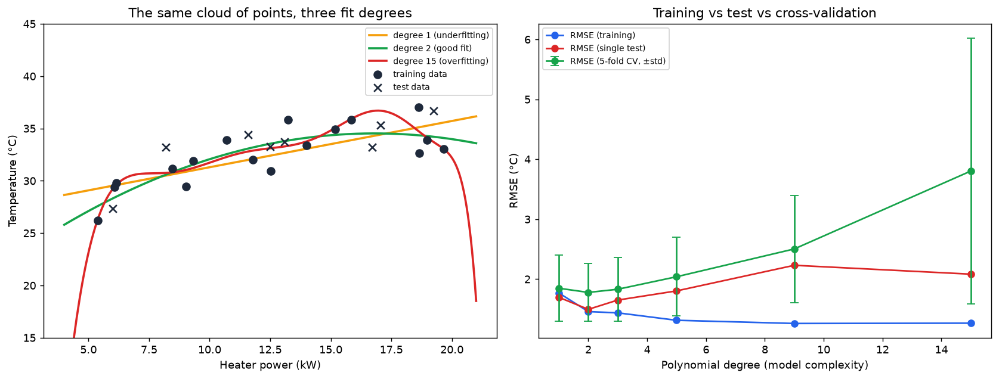 The same cloud of points, three fit degrees
45
40
35
30
25
20
15
Temperature (°C)
5.0
7.5
10.0
12.5
15.0
17.5
20.0
Heater power (kW)
degree 1 (underfitting)
degree 2 (good fit)
degree 15 (overfitting)
training data
test data
Training vs test vs cross-validation
6
5
4
3
2
RMSE (°C)
2
4
6
8
10
12
14
Polynomial degree (model complexity)
RMSE (training)
RMSE (single test)
RMSE (5-fold CV, ±std)